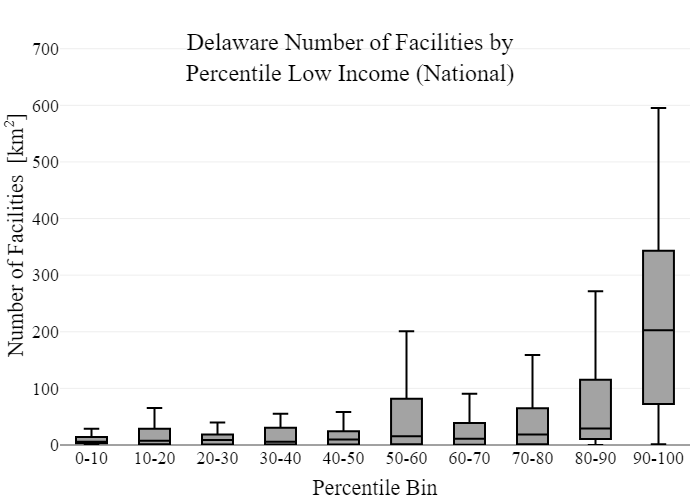 Delaware Number of Facilities by
Percentile Low Income (National)
Number of Facilities [km²]
700
600
500
400
300
200
100
0
0-10 10-20 20-30 30-40 40-50 50-60 60-70 70-80 80-90 90-100
Percentile Bin